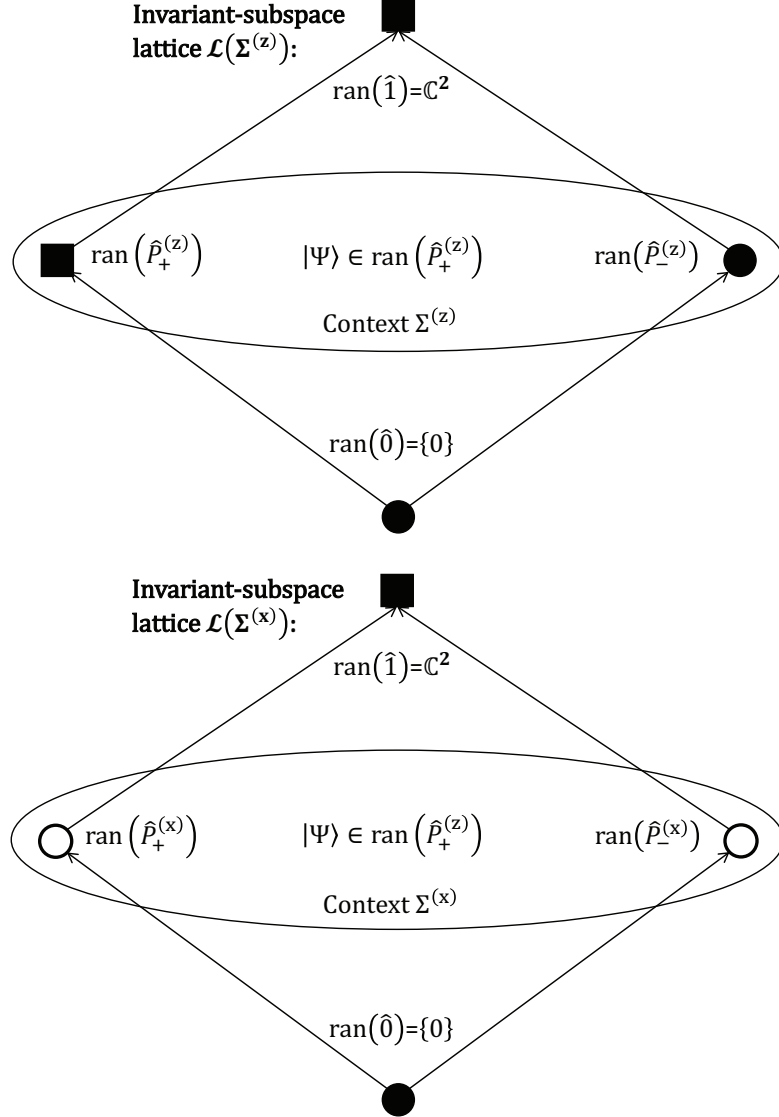 Invariant-subspace
lattice 𝓛(Σ⁽ᶻ⁾):
ran(1̂)=ℂ²
ran(P̂₊⁽ᶻ⁾) |Ψ⟩ ∈ ran(P̂₊⁽ᶻ⁾) ran(P̂₋⁽ᶻ⁾)
Context Σ⁽ᶻ⁾
ran(0̂)={0}
Invariant-subspace
lattice 𝓛(Σ⁽ˣ⁾):
ran(1̂)=ℂ²
ran(P̂₊⁽ˣ⁾) |Ψ⟩ ∈ ran(P̂₊⁽ᶻ⁾) ran(P̂₋⁽ˣ⁾)
Context Σ⁽ˣ⁾
ran(0̂)={0}